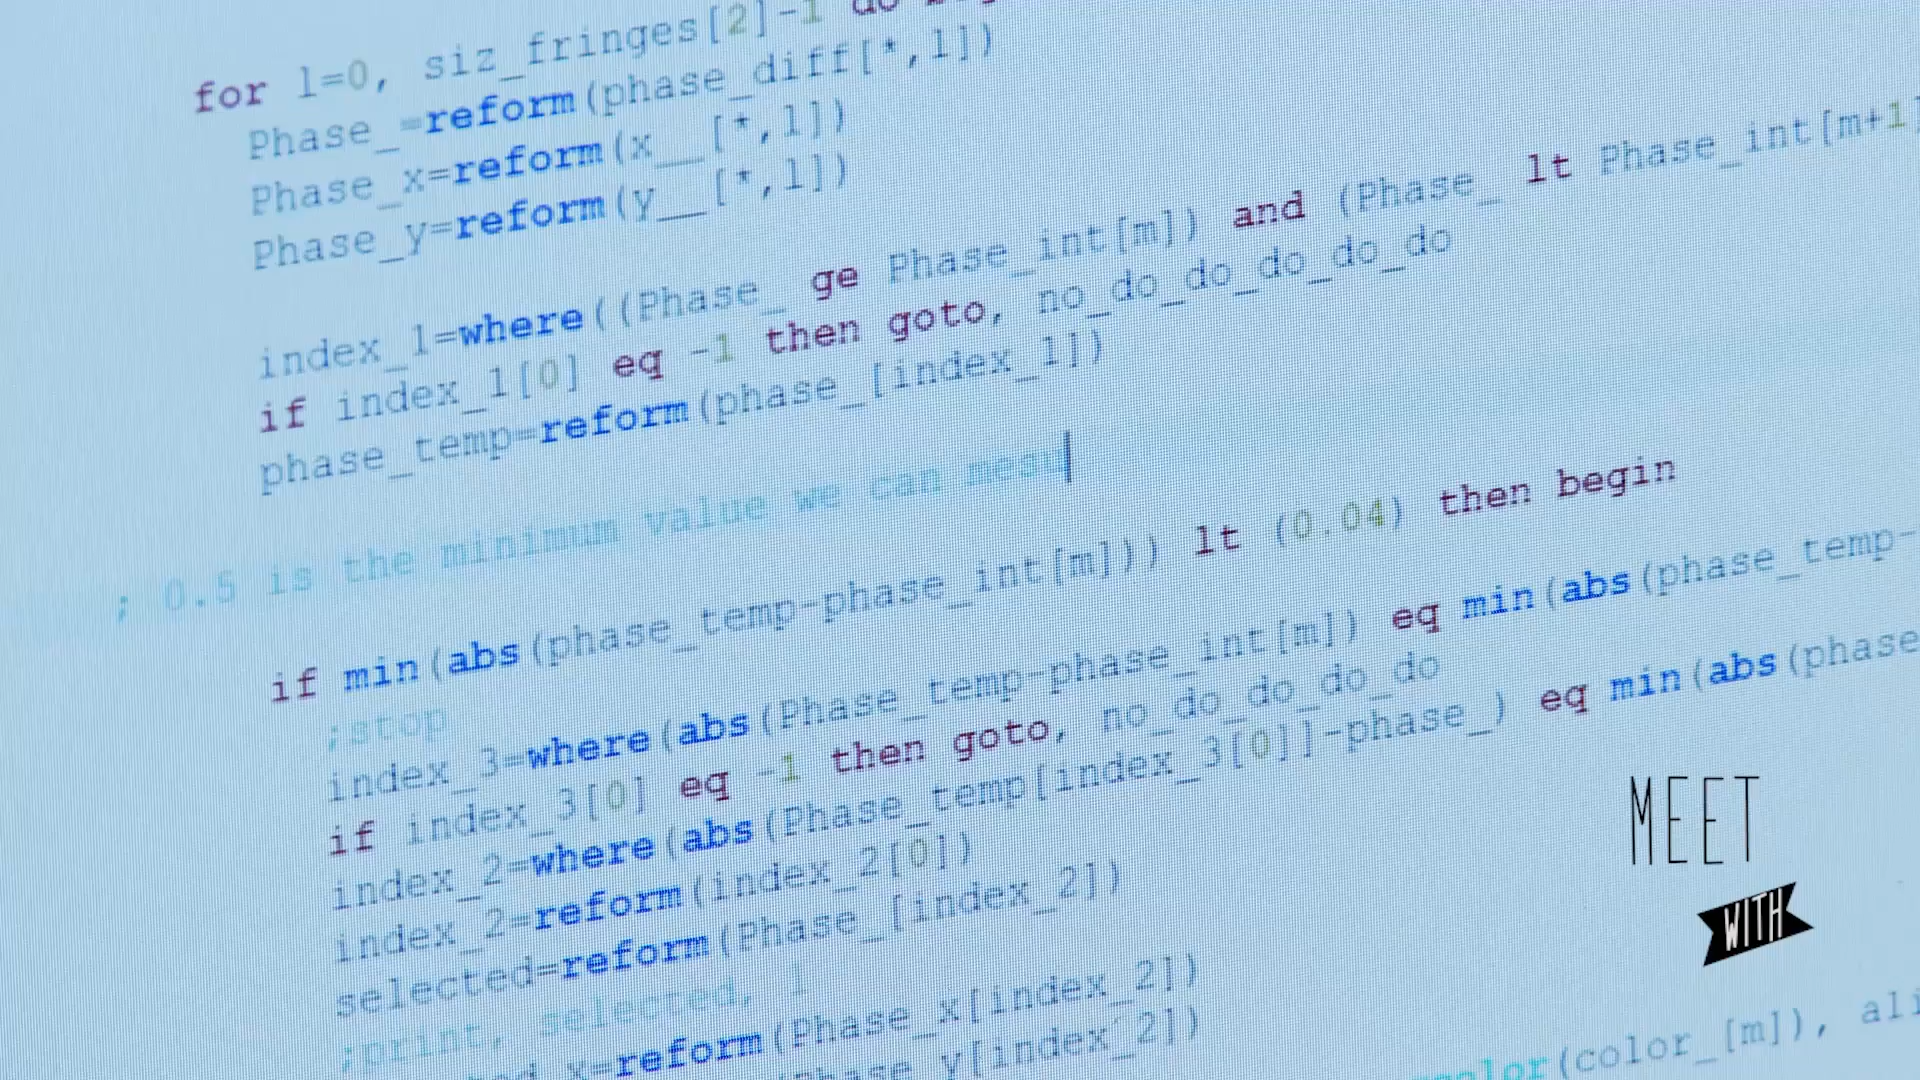 for l=0, siz_fringes[2]-1 do
Phase_=reform(phase_diff[*,l])
Phase_x=reform(x__[*,l])
Phase_y=reform(y__[*,l])
index_1=where((Phase_ ge Phase_int[m]) and (Phase_ lt Phase_int[m+1]
if index_1[0] eq -1 then goto, no_do_do_do_do_do
phase_temp=reform(phase_[index_1])
; 0.5 is the minimum value we can mesu
if min(abs(phase_temp-phase_int[m])) lt (0.04) then begin
;stop
index_3=where(abs(Phase_temp-phase_int[m]) eq min(abs(phase_temp-
if index_3[0] eq -1 then goto, no_do_do_do_do
index_2=where(abs(Phase_temp[index_3[0]]-phase_) eq min(abs(phase
index_2=reform(index_2[0])
selected=reform(Phase_[index_2])
;print, selected, l
x=reform(Phase_x[index_2])
y[index_2])
color(color_[m]), ali
MEET
WITH